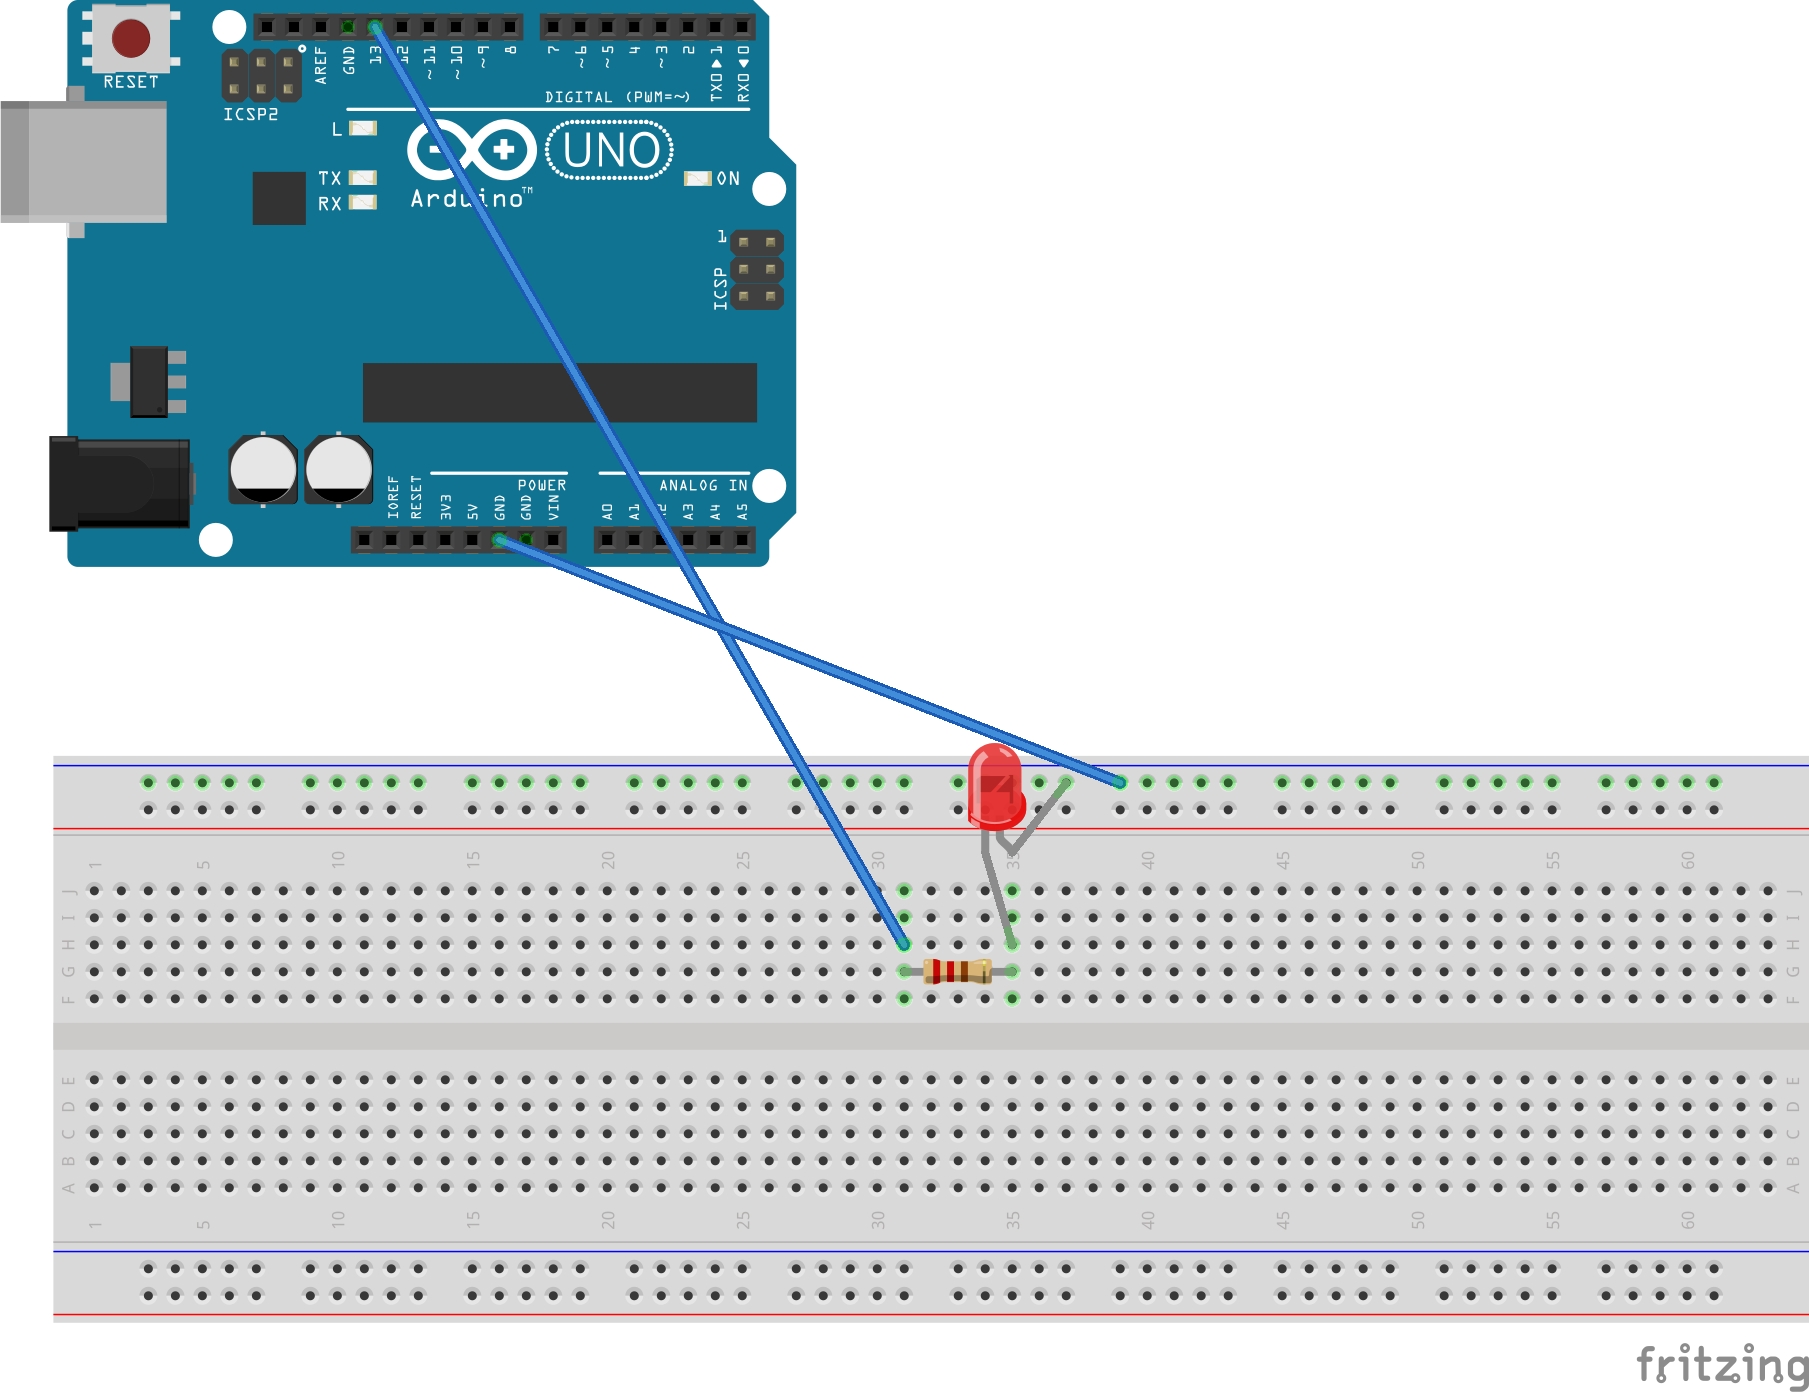 RESET
ICSP2
AREF
GND
13
12
~11
~10
~9
8
7
~6
~5
4
~3
2
TX0▶1
RX0◀0
DIGITAL (PWM=~)
L
TX
RX
Arduino™
UNO
ON
1
ICSP
IOREF
RESET
3V3
5V
GND
GND
VIN
POWER
A0
A1
A3
A4
A5
ANALOG IN
1 5 10 15 20 25 30 35 40 45 50 55 60
J J
I I
H H
G G
F F
E E
D D
C C
B B
A A
1 5 10 15 20 25 30 35 40 45 50 55 60
fritzing